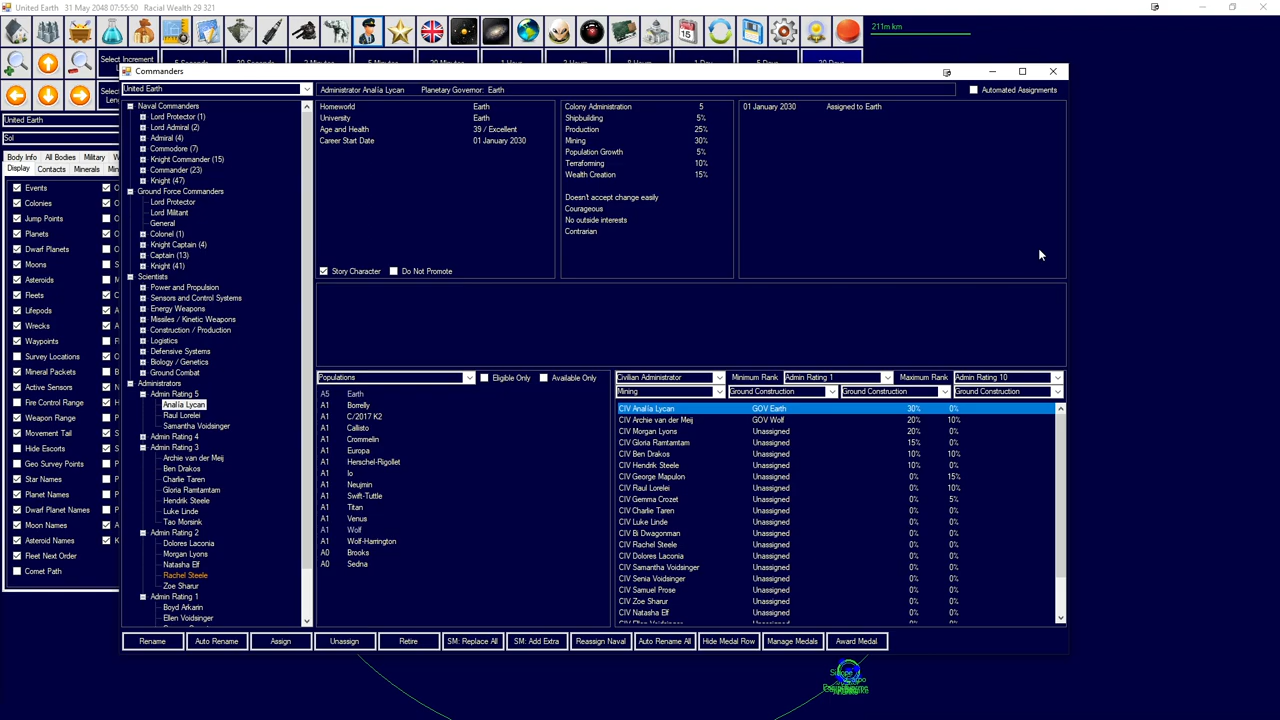 United Earth    31 May 2048 07:55:50    Racial Wealth 29 321
211m km
Select Increment
United Earth
Sol
Body Info All Bodies Military
Display Contacts Minerals
Events
Colonies
Jump Points
Planets
Dwarf Planets
Moons
Asteroids
Fleets
Lifepods
Wrecks
Waypoints
Survey Locations
Mineral Packets
Active Sensors
Fire Control Range
Weapon Range
Movement Tail
Hide Escorts
Geo Survey Points
Star Names
Planet Names
Dwarf Planet Names
Moon Names
Asteroid Names
Fleet Next Order
Comet Path
Commanders
United Earth
Administrator Analía Lycan    Planetary Governor: Earth
Automated Assignments
Naval Commanders
Lord Protector (1)
Lord Admiral (2)
Admiral (4)
Commodore (7)
Knight Commander (15)
Commander (23)
Knight (47)
Ground Force Commanders
Lord Protector
Lord Militant
General
Colonel (1)
Knight Captain (4)
Captain (13)
Knight (41)
Scientists
Power and Propulsion
Sensors and Control Systems
Energy Weapons
Missiles / Kinetic Weapons
Construction / Production
Logistics
Defensive Systems
Biology / Genetics
Ground Combat
Administrators
Admin Rating 5
Analía Lycan
Raul Lorelei
Samantha Voidsinger
Admin Rating 4
Admin Rating 3
Archie van der Meij
Ben Drakos
Charlie Taren
Gloria Ramtamtam
Hendrik Steele
Luke Linde
Tao Morsink
Admin Rating 2
Dolores Laconia
Morgan Lyons
Natasha Elf
Rachel Steele
Zoe Sharur
Admin Rating 1
Boyd Arkarin
Ellen Voidsinger
Homeworld Earth
University Earth
Age and Health 39 / Excellent
Career Start Date 01 January 2030
Story Character
Do Not Promote
Colony Administration 5
Shipbuilding 5%
Production 25%
Mining 30%
Population Growth 5%
Terraforming 10%
Wealth Creation 15%
Doesn't accept change easily
Courageous
No outside interests
Contrarian
01 January 2030 Assigned to Earth
Populations
Eligible Only
Available Only
A5 Earth
A1 Borrelly
A1 C/2017 K2
A1 Callisto
A1 Crommelin
A1 Europa
A1 Herschel-Rigollet
A1 Io
A1 Neujmin
A1 Swift-Tuttle
A1 Titan
A1 Venus
A1 Wolf
A1 Wolf-Harrington
A0 Brooks
A0 Sedna
Civilian Administrator Minimum Rank Admin Rating 1 Maximum Rank Admin Rating 10
Mining Ground Construction Ground Construction Ground Construction
CIV Analía Lycan GOV Earth 30% 0%
CIV Archie van der Meij GOV Wolf 20% 10%
CIV Morgan Lyons Unassigned 20% 0%
CIV Gloria Ramtamtam Unassigned 15% 0%
CIV Ben Drakos Unassigned 10% 10%
CIV Hendrik Steele Unassigned 10% 0%
CIV George Mapulon Unassigned 0% 15%
CIV Raul Lorelei Unassigned 0% 10%
CIV Gemma Crozet Unassigned 0% 5%
CIV Charlie Taren Unassigned 0% 0%
CIV Luke Linde Unassigned 0% 0%
CIV Bi Dwagonman Unassigned 0% 0%
CIV Rachel Steele Unassigned 0% 0%
CIV Dolores Laconia Unassigned 0% 0%
CIV Samantha Voidsinger Unassigned 0% 0%
CIV Senia Voidsinger Unassigned 0% 0%
CIV Samuel Prose Unassigned 0% 0%
CIV Zoe Sharur Unassigned 0% 0%
CIV Natasha Elf Unassigned 0% 0%
CIV Ellen Voidsinger Unassigned 0% 0%
Rename Auto Rename Assign Unassign Retire SM: Replace All SM: Add Extra Reassign Naval Auto Rename All Hide Medal Row Manage Medals Award Medal